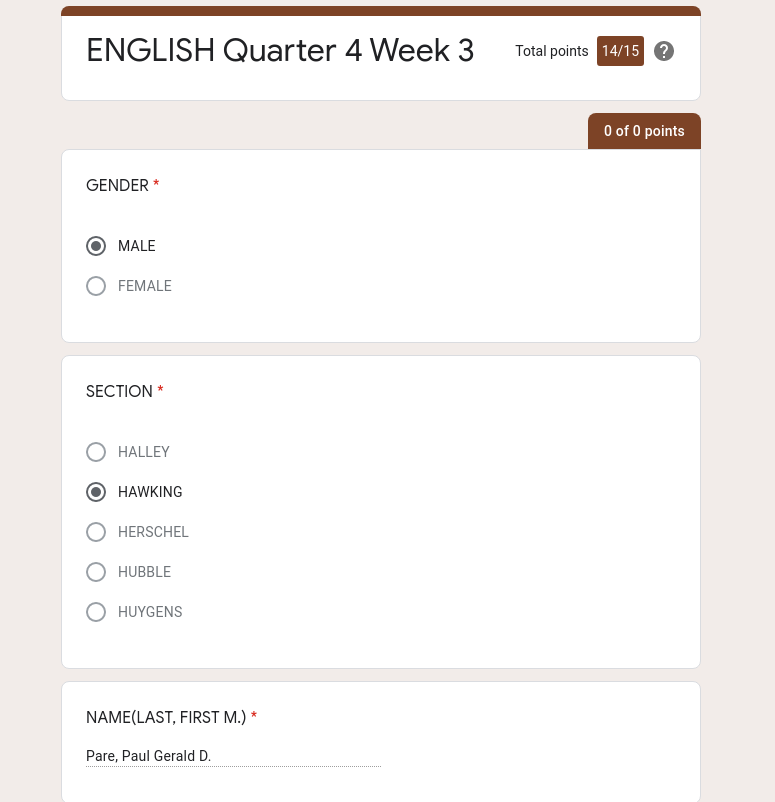 ENGLISH Quarter 4 Week 3
Total points 14/15 ?
0 of 0 points
GENDER *
MALE
FEMALE
SECTION *
HALLEY
HAWKING
HERSCHEL
HUBBLE
HUYGENS
NAME(LAST, FIRST M.) *
Pare, Paul Gerald D.